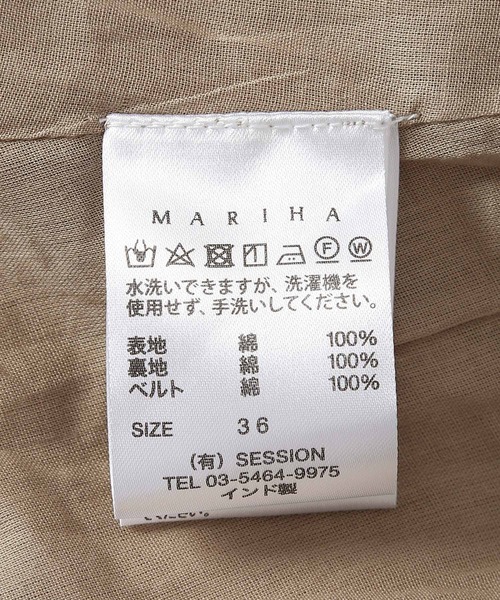 MARIHA
F W
水洗いできますが、洗濯機を
使用せず、手洗いしてください。
表地 綿 100%
裏地 綿 100%
ベルト 綿 100%
SIZE 36
(有) SESSION
TEL 03-5464-9975
インド製